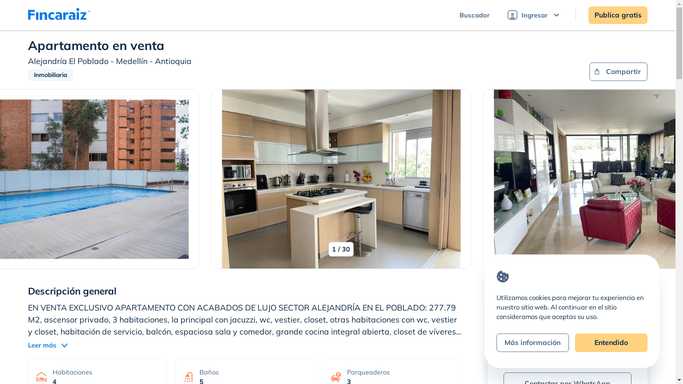 Fincaraiz
Buscador
Ingresar
Publica gratis
Apartamento en venta
Alejandría El Poblado - Medellín - Antioquia
Inmobiliaria
Compartir
1 / 30
Descripción general
EN VENTA EXCLUSIVO APARTAMENTO CON ACABADOS DE LUJO SECTOR ALEJANDRÍA EN EL POBLADO: 277.79
M2, ascensor privado, 3 habitaciones, la principal con jacuzzi, wc, vestier, closet, otras habitaciones con wc, vestier
y closet, habitación de servicio, balcón, espaciosa sala y comedor, grande cocina integral abierta, closet de víveres...
Leer más
Habitaciones
4
Baños
5
Parqueaderos
3
Utilizamos cookies para mejorar tu experiencia en
nuestro sitio web. Al continuar en el sitio
consideramos que aceptas su uso.
Más información
Entendido
Contactar por WhatsApp